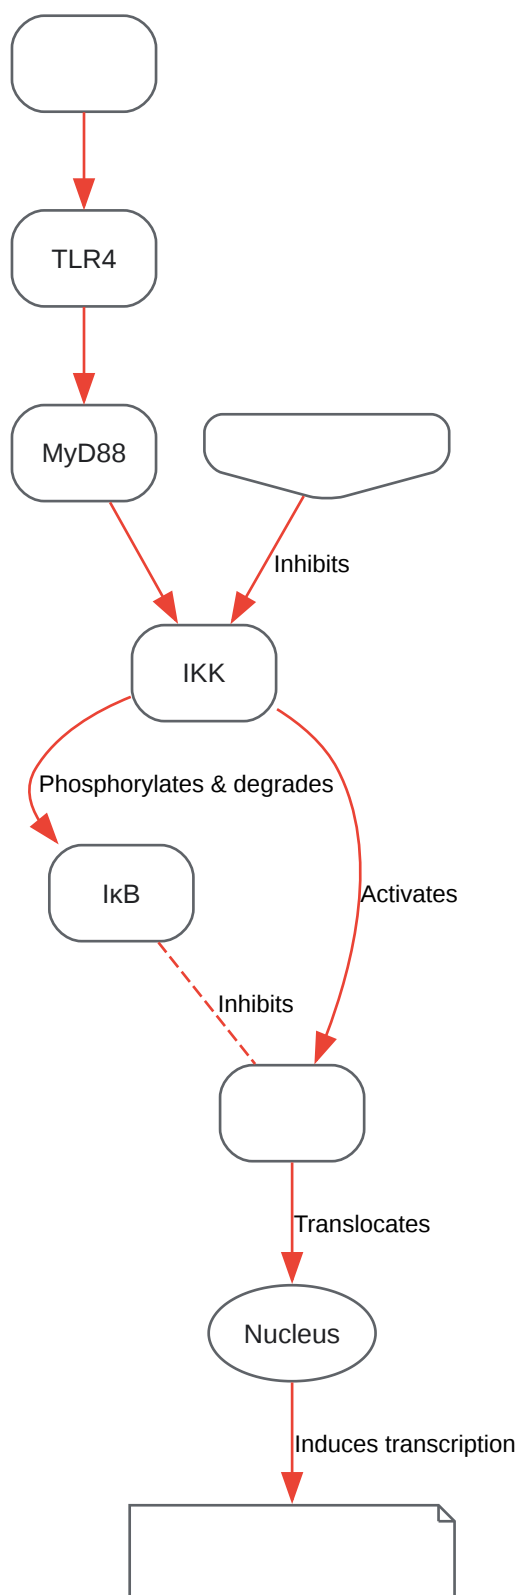 TLR4
MyD88
Inhibits
IKK
Phosphorylates & degrades
IκB
Activates
Inhibits
Translocates
Nucleus
Induces transcription